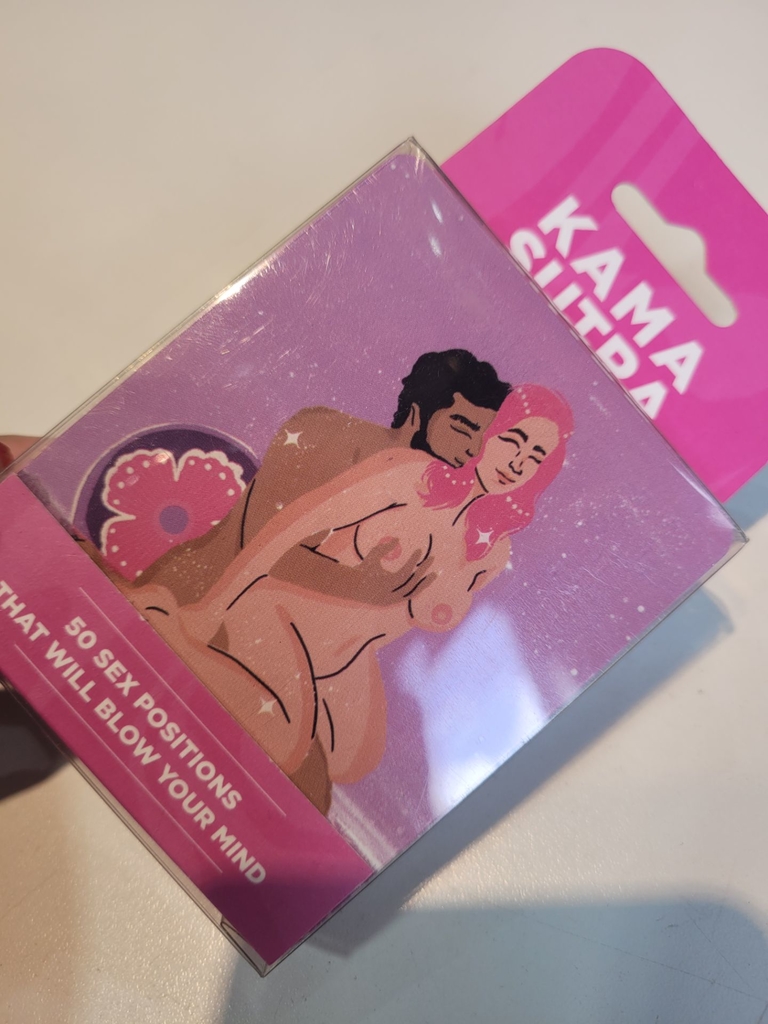 KAMA
SUTRA
50 SEX POSITIONS
THAT WILL BLOW YOUR MIND